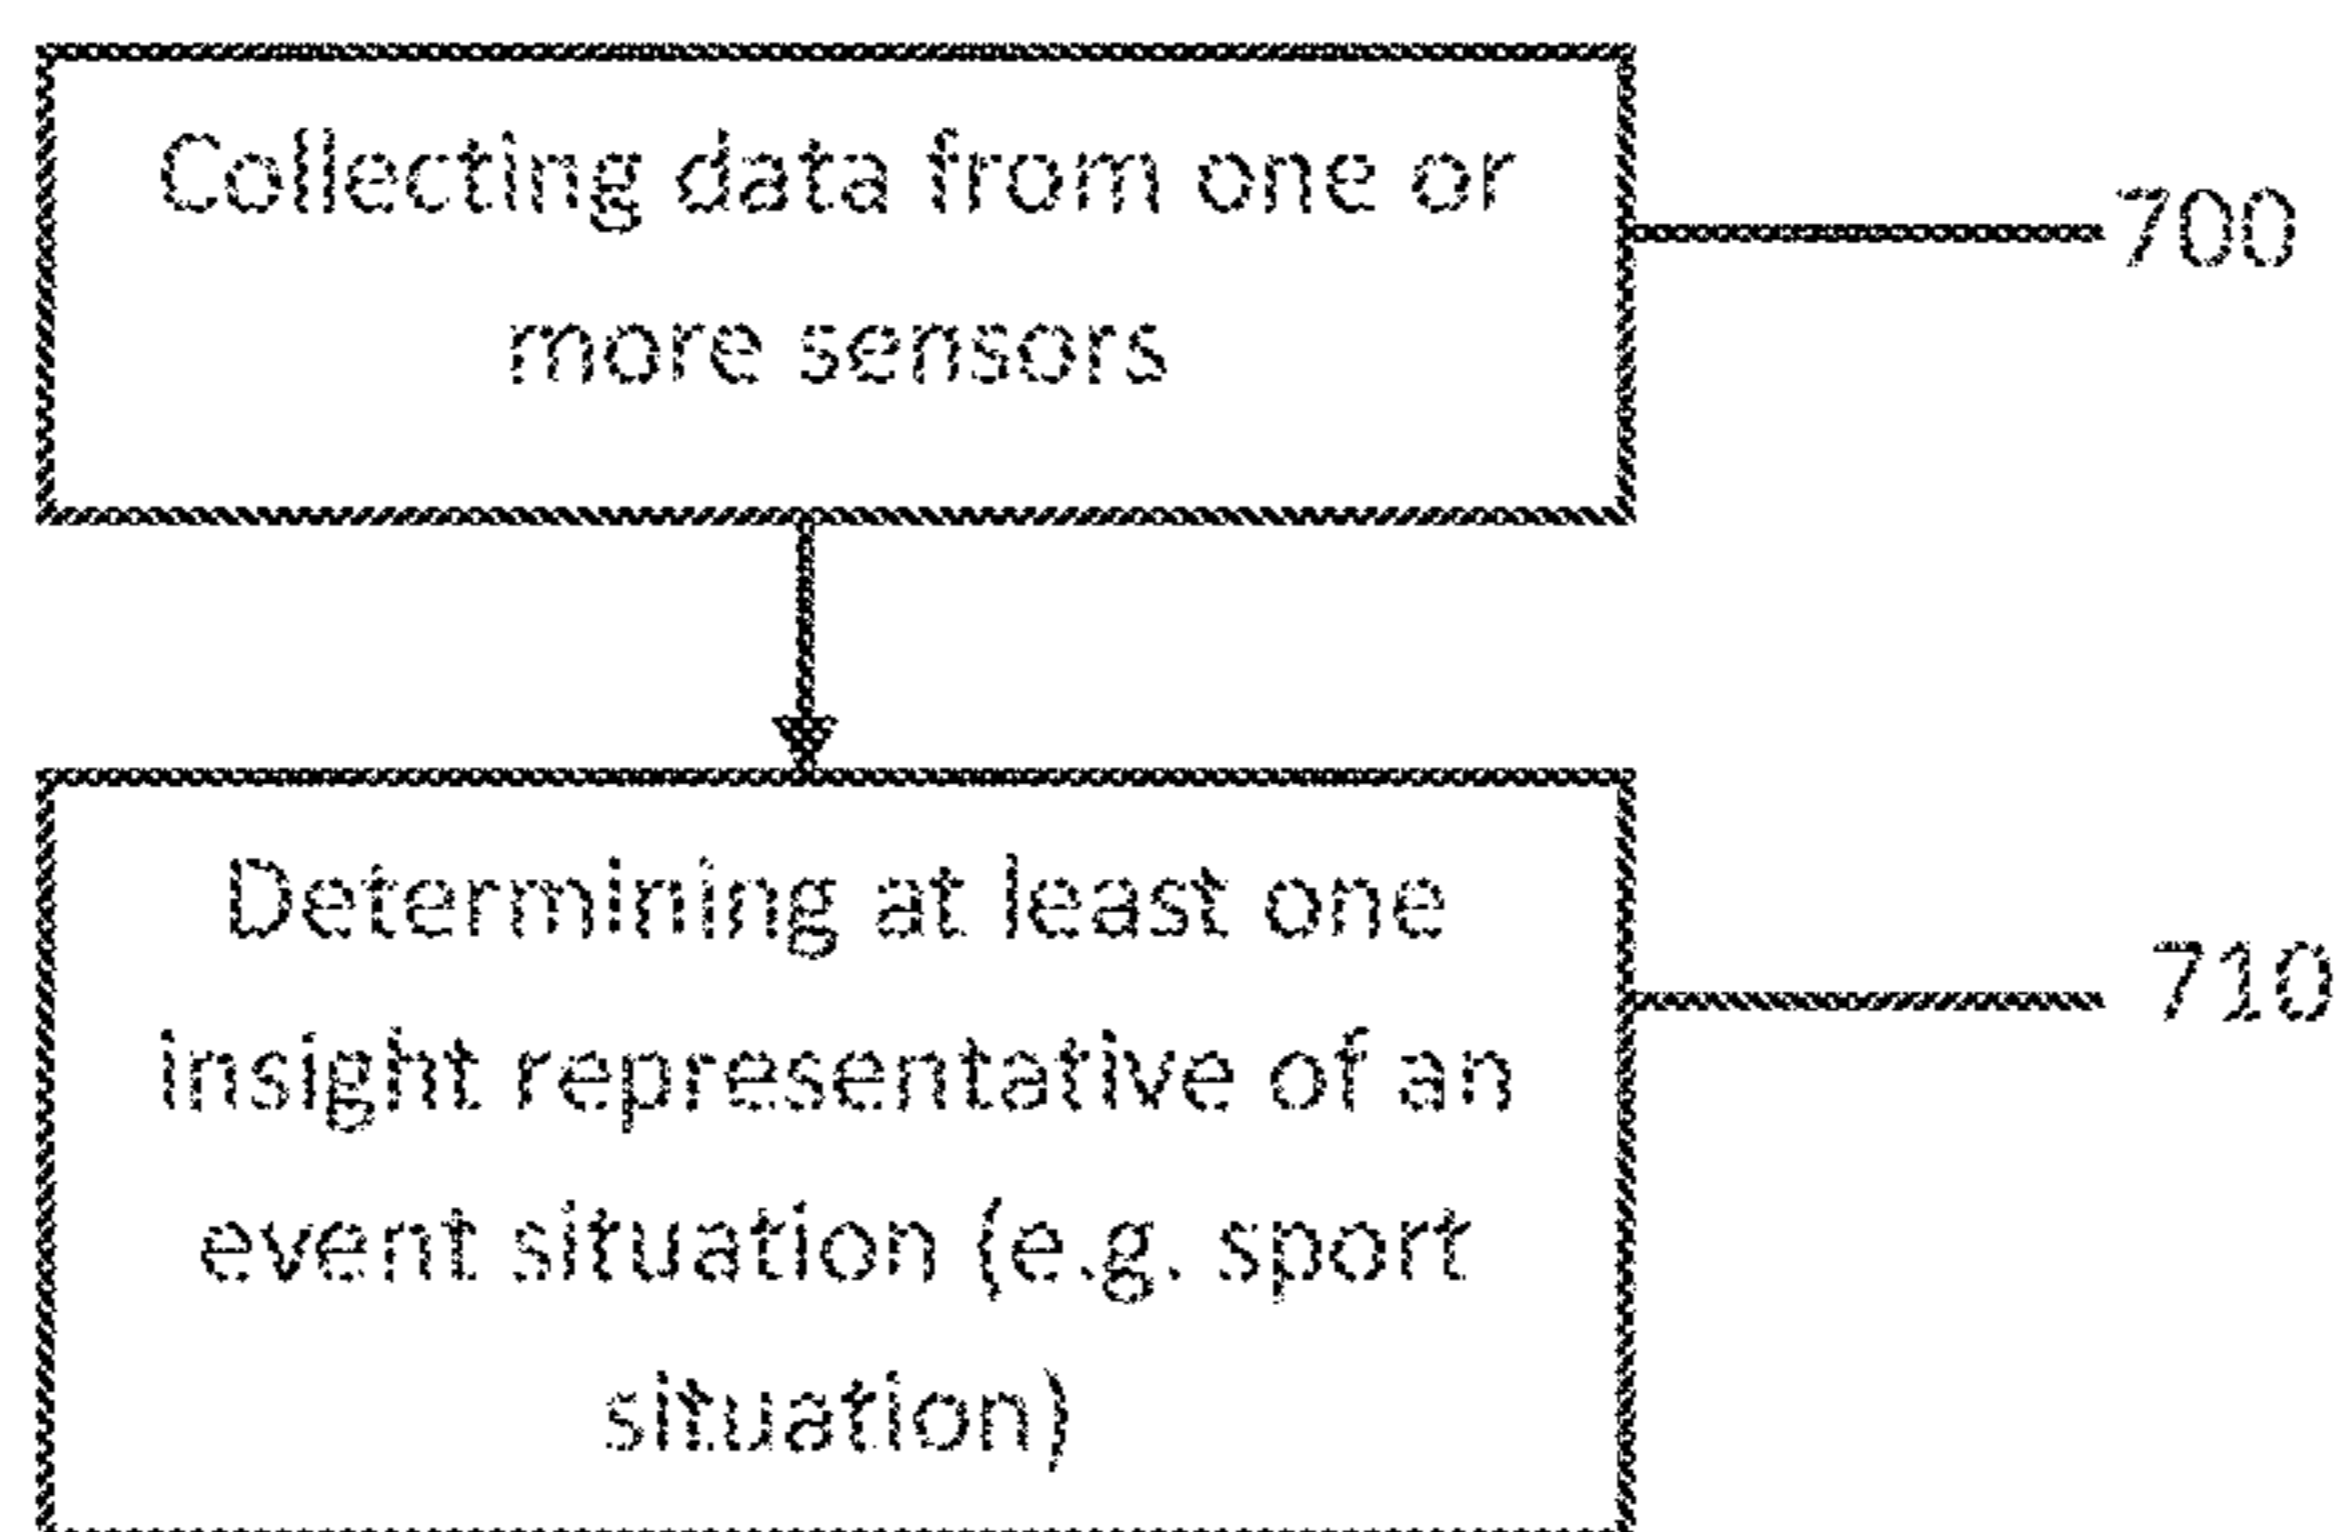 Collecting data from one or
more sensors
700
Determining at least one
insight representative of an
event situation (e.g. sport
situation)
710